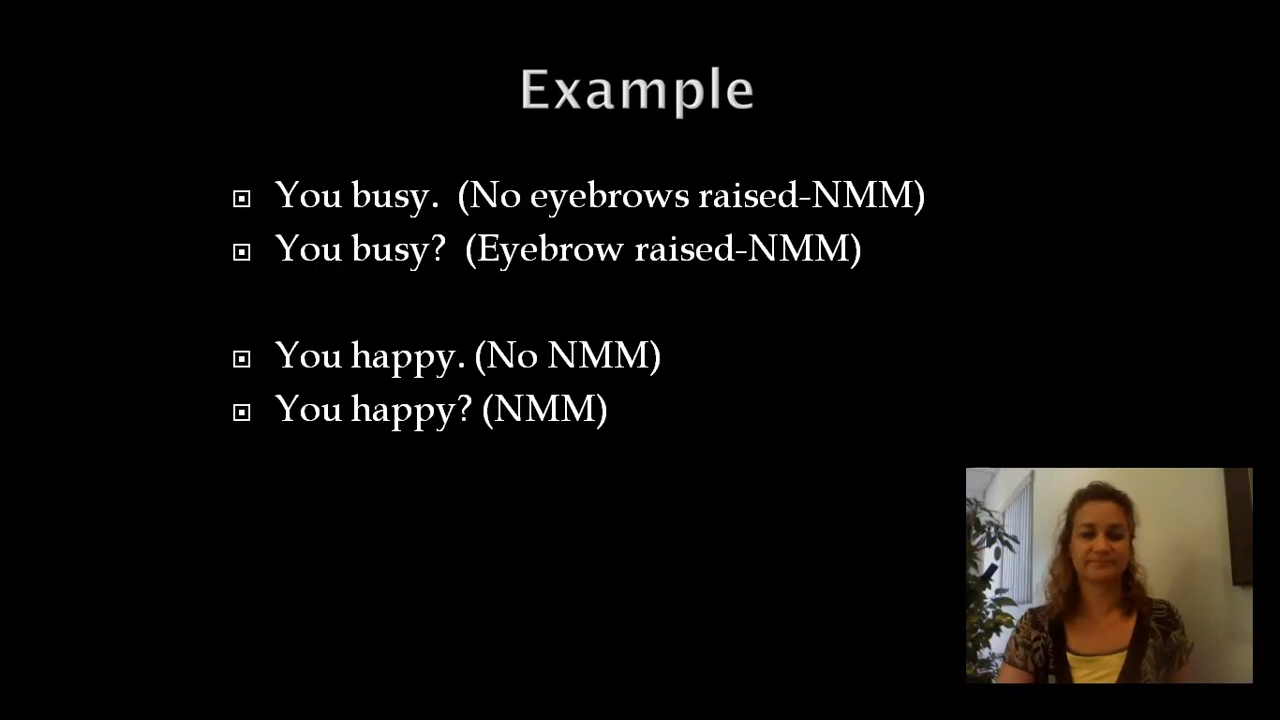 Example
You busy.  (No eyebrows raised-NMM)
You busy?  (Eyebrow raised-NMM)
You happy. (No NMM)
You happy? (NMM)